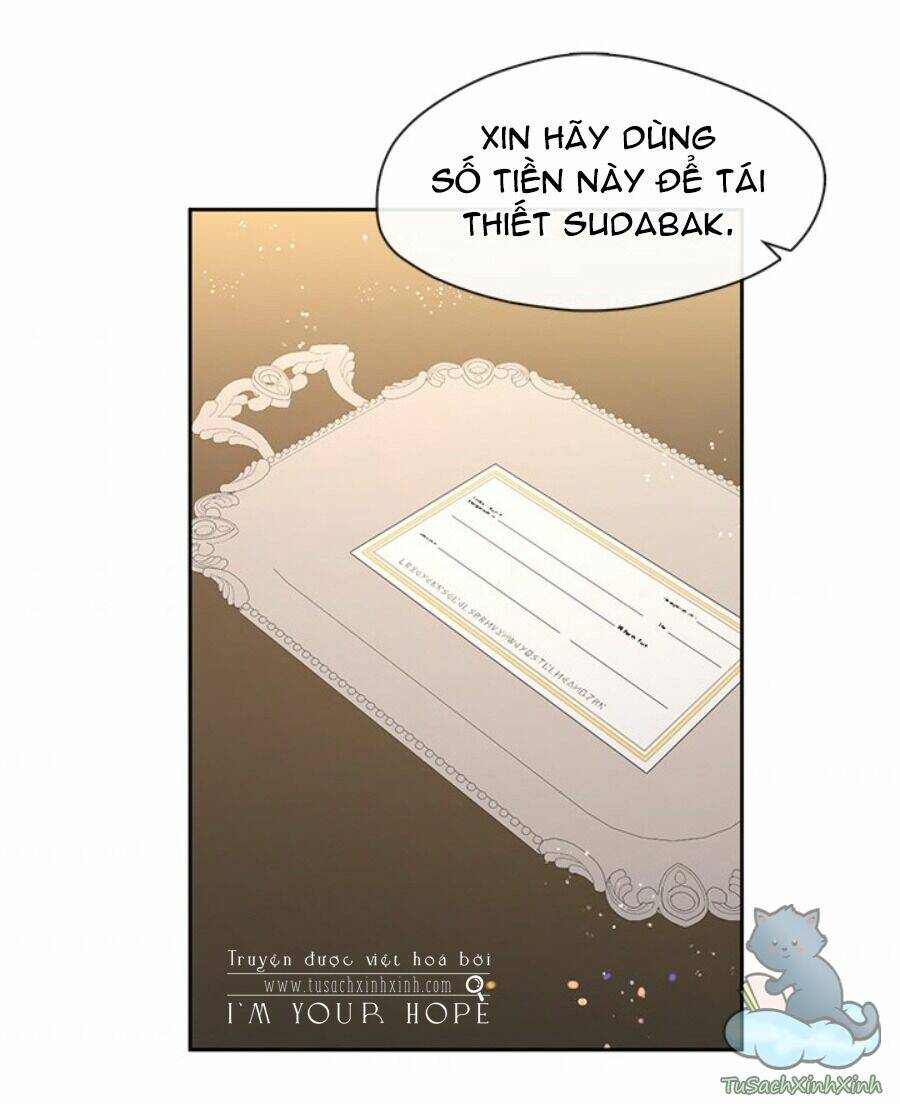 XIN HÃY DÙNG
SỐ TIỀN NÀY ĐỂ TÁI
THIẾT SUDABAK.
Truyện được việt hoá bởi
www.tusachxinhxinh.com
I'M YOUR HOPE
TuSachXinhXinh